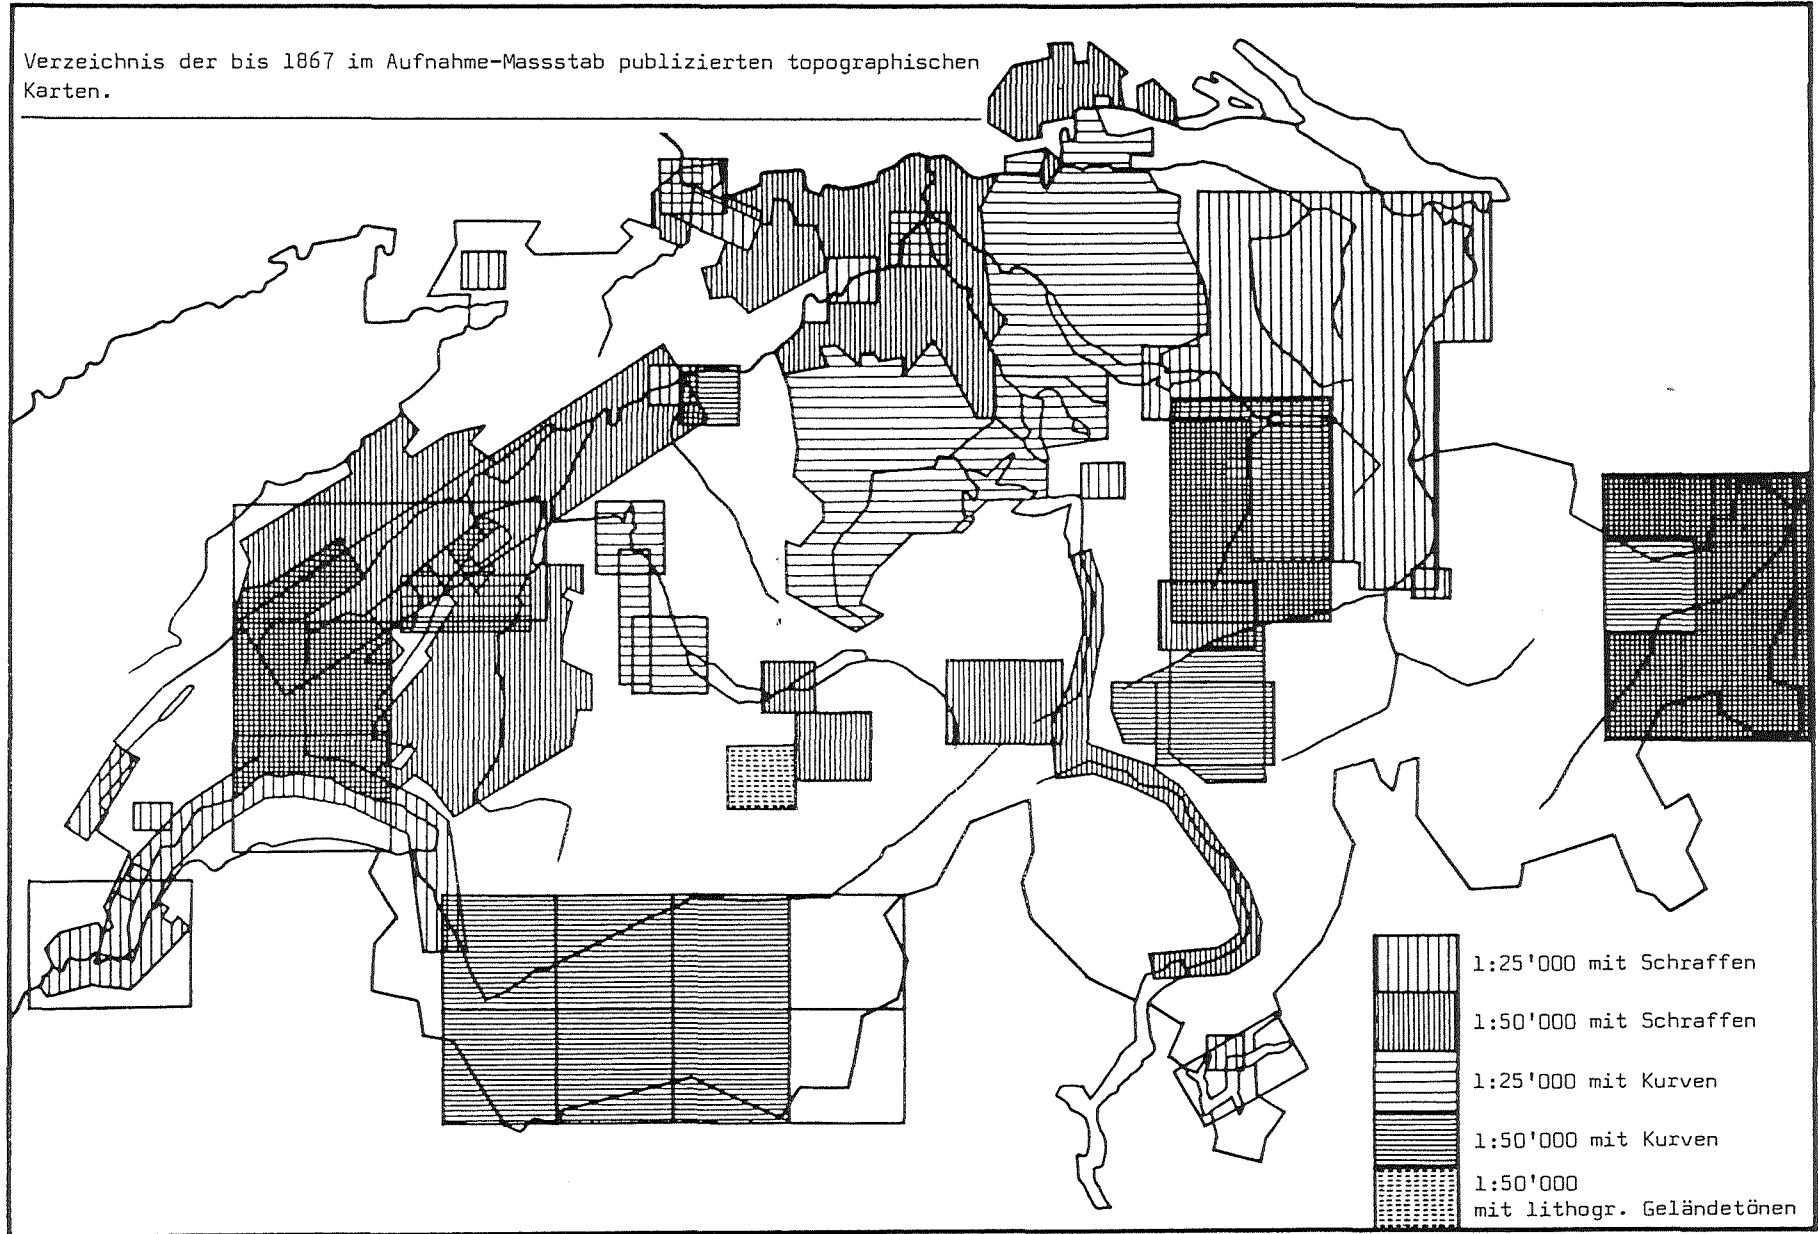 Verzeichnis der bis 1867 im Aufnahme-Massstab publizierten topographischen
Karten.
1:25'000 mit Schraffen
1:50'000 mit Schraffen
1:25'000 mit Kurven
1:50'000 mit Kurven
1:50'000
mit lithogr. Geländetönen